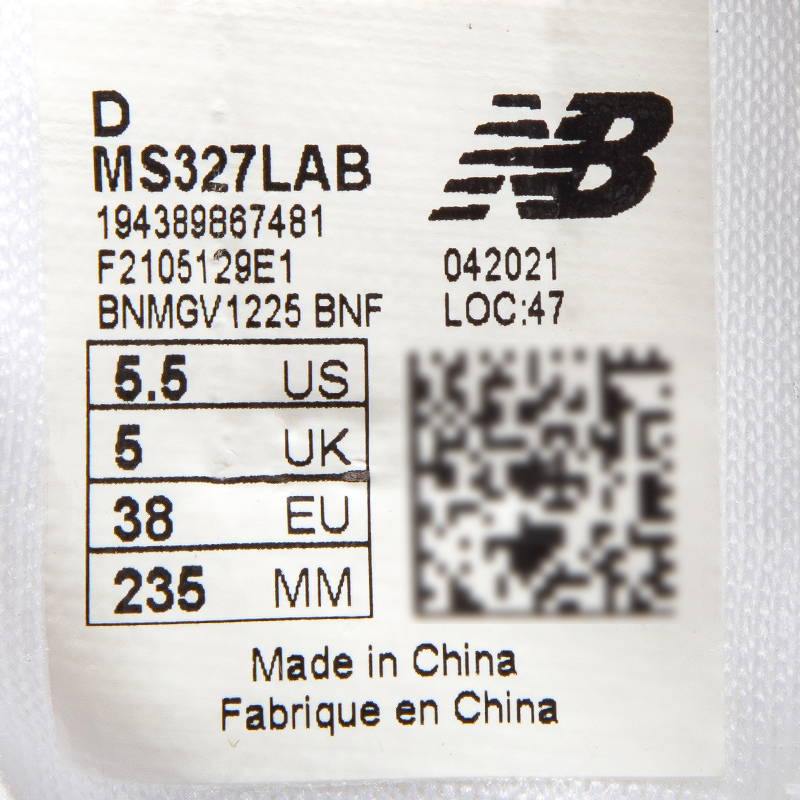 D
MS327LAB
194389867481
F2105129E1
BNMGV1225 BNF
NB
042021
LOC:47
5.5 US
5 UK
38 EU
235 MM
Made in China
Fabrique en China